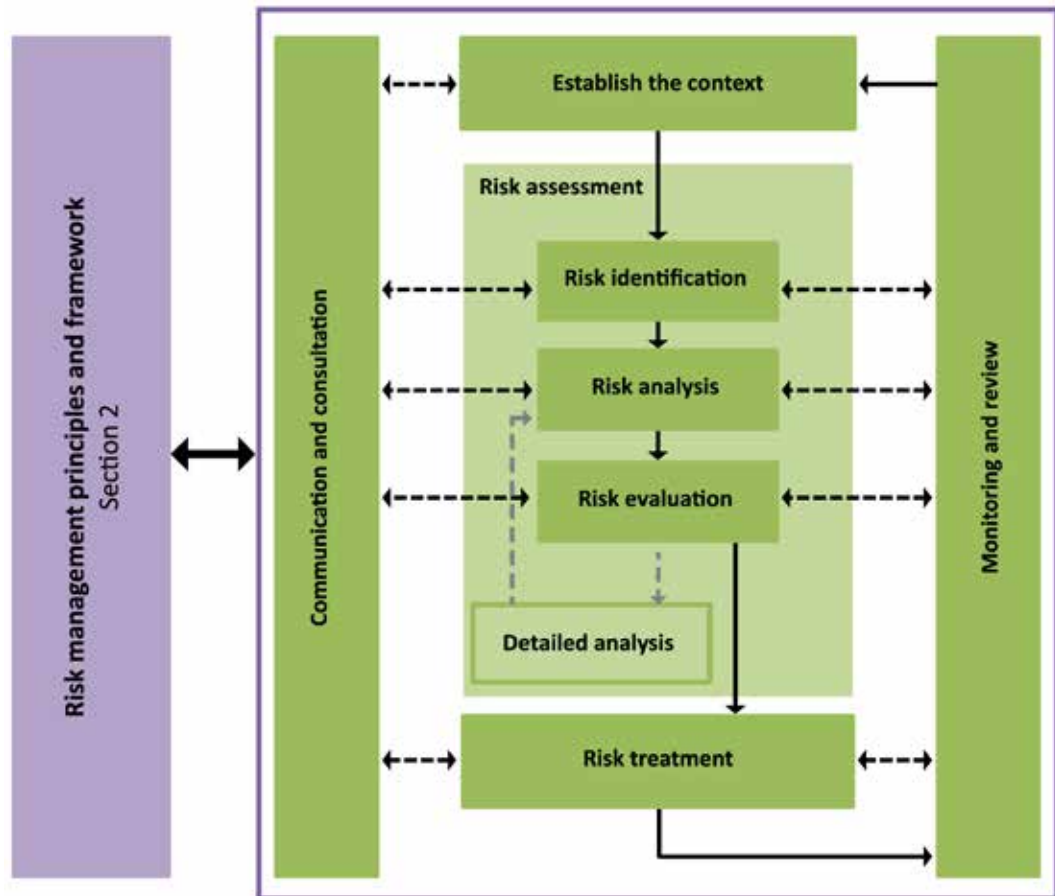 Risk management principles and framework
Section 2
Communication and consultation
Establish the context
Risk assessment
Risk identification
Risk analysis
Risk evaluation
Detailed analysis
Risk treatment
Monitoring and review